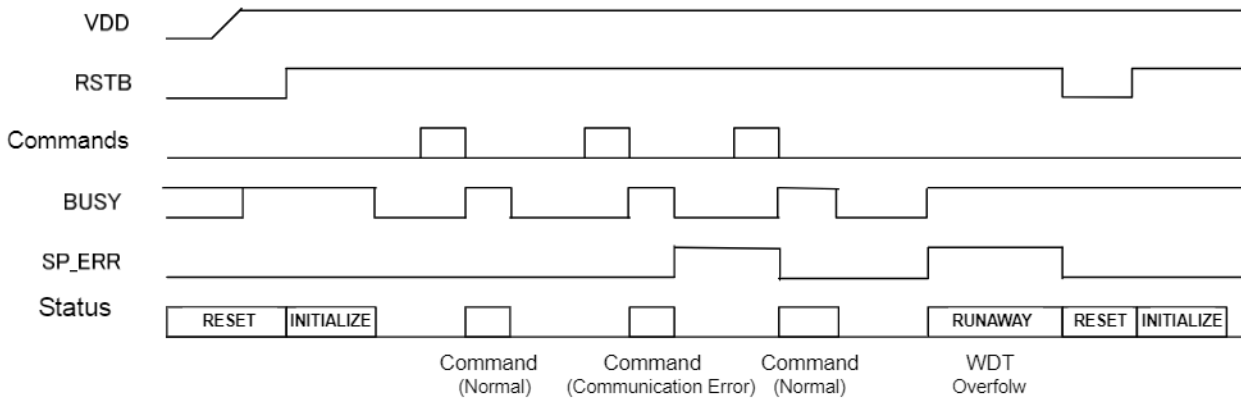 VDD
RSTB
Commands
BUSY
SP_ERR
Status
RESET INITIALIZE RUNAWAY RESET INITIALIZE
Command Command Command WDT
(Normal) (Communication Error) (Normal) Overfolw